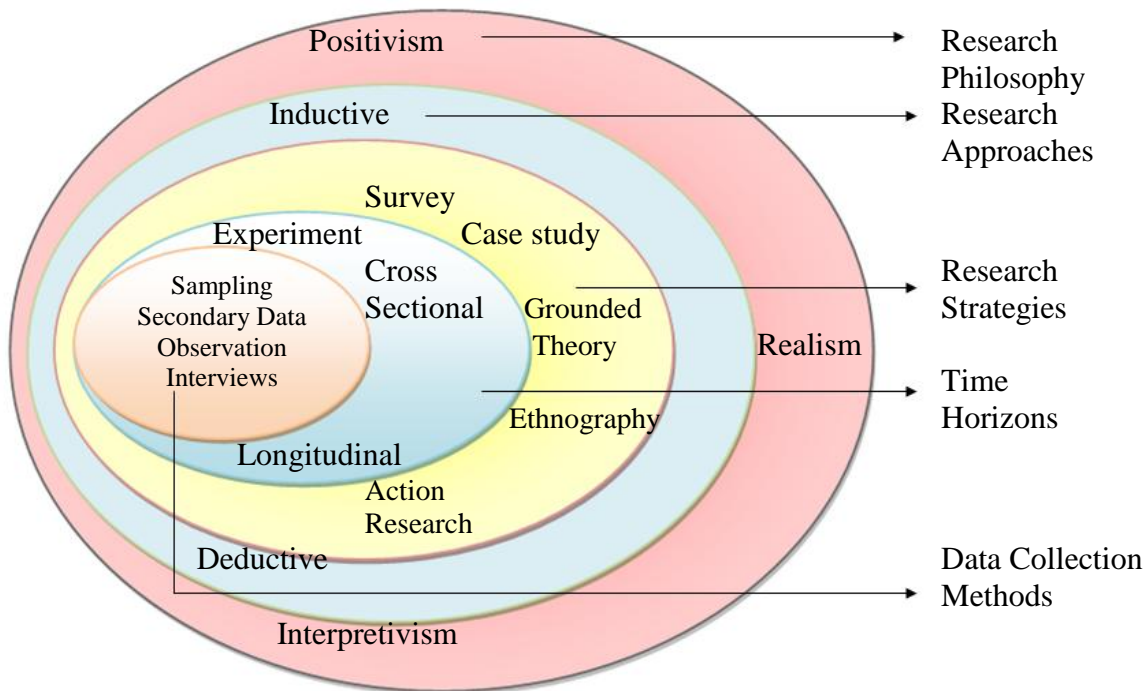 Positivism
Inductive
Survey
Experiment
Case study
Cross
Sectional
Sampling
Secondary Data
Observation
Interviews
Grounded
Theory
Realism
Ethnography
Longitudinal
Action
Research
Deductive
Interpretivism
Research
Philosophy
Research
Approaches
Research
Strategies
Time
Horizons
Data Collection
Methods